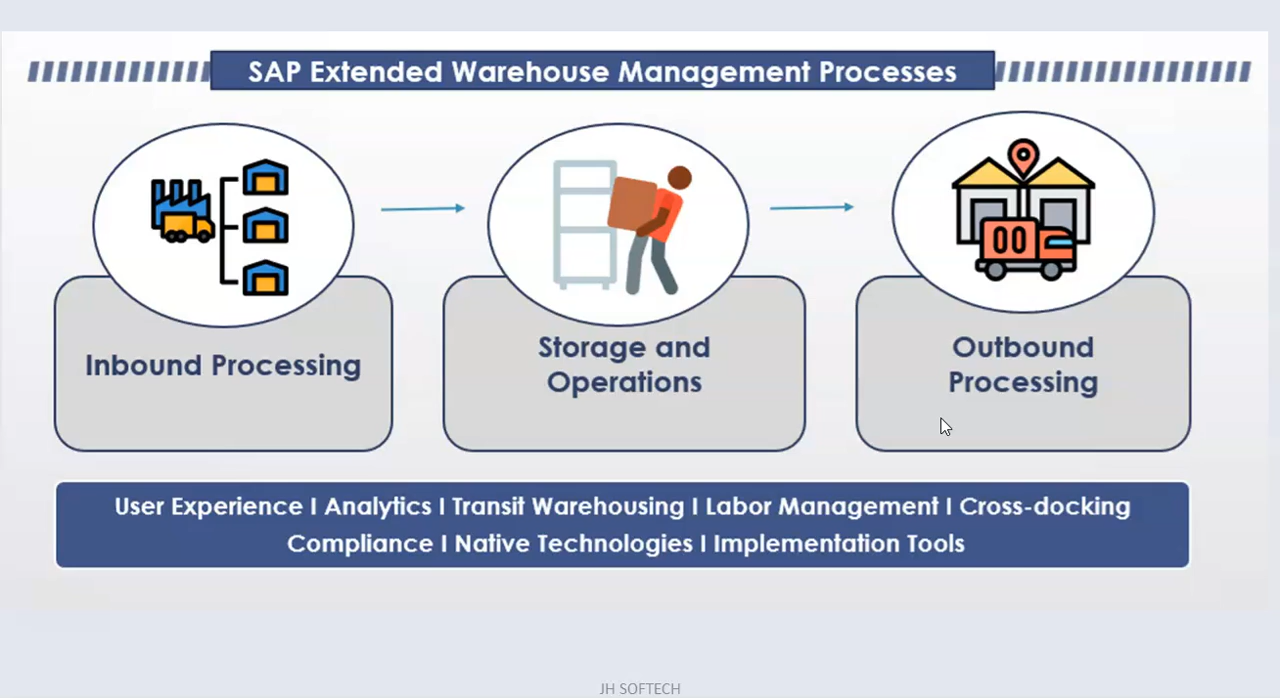 SAP Extended Warehouse Management Processes
Inbound Processing
Storage and
Operations
Outbound
Processing
User Experience I Analytics I Transit Warehousing I Labor Management I Cross-docking
Compliance I Native Technologies I Implementation Tools
JH SOFTECH